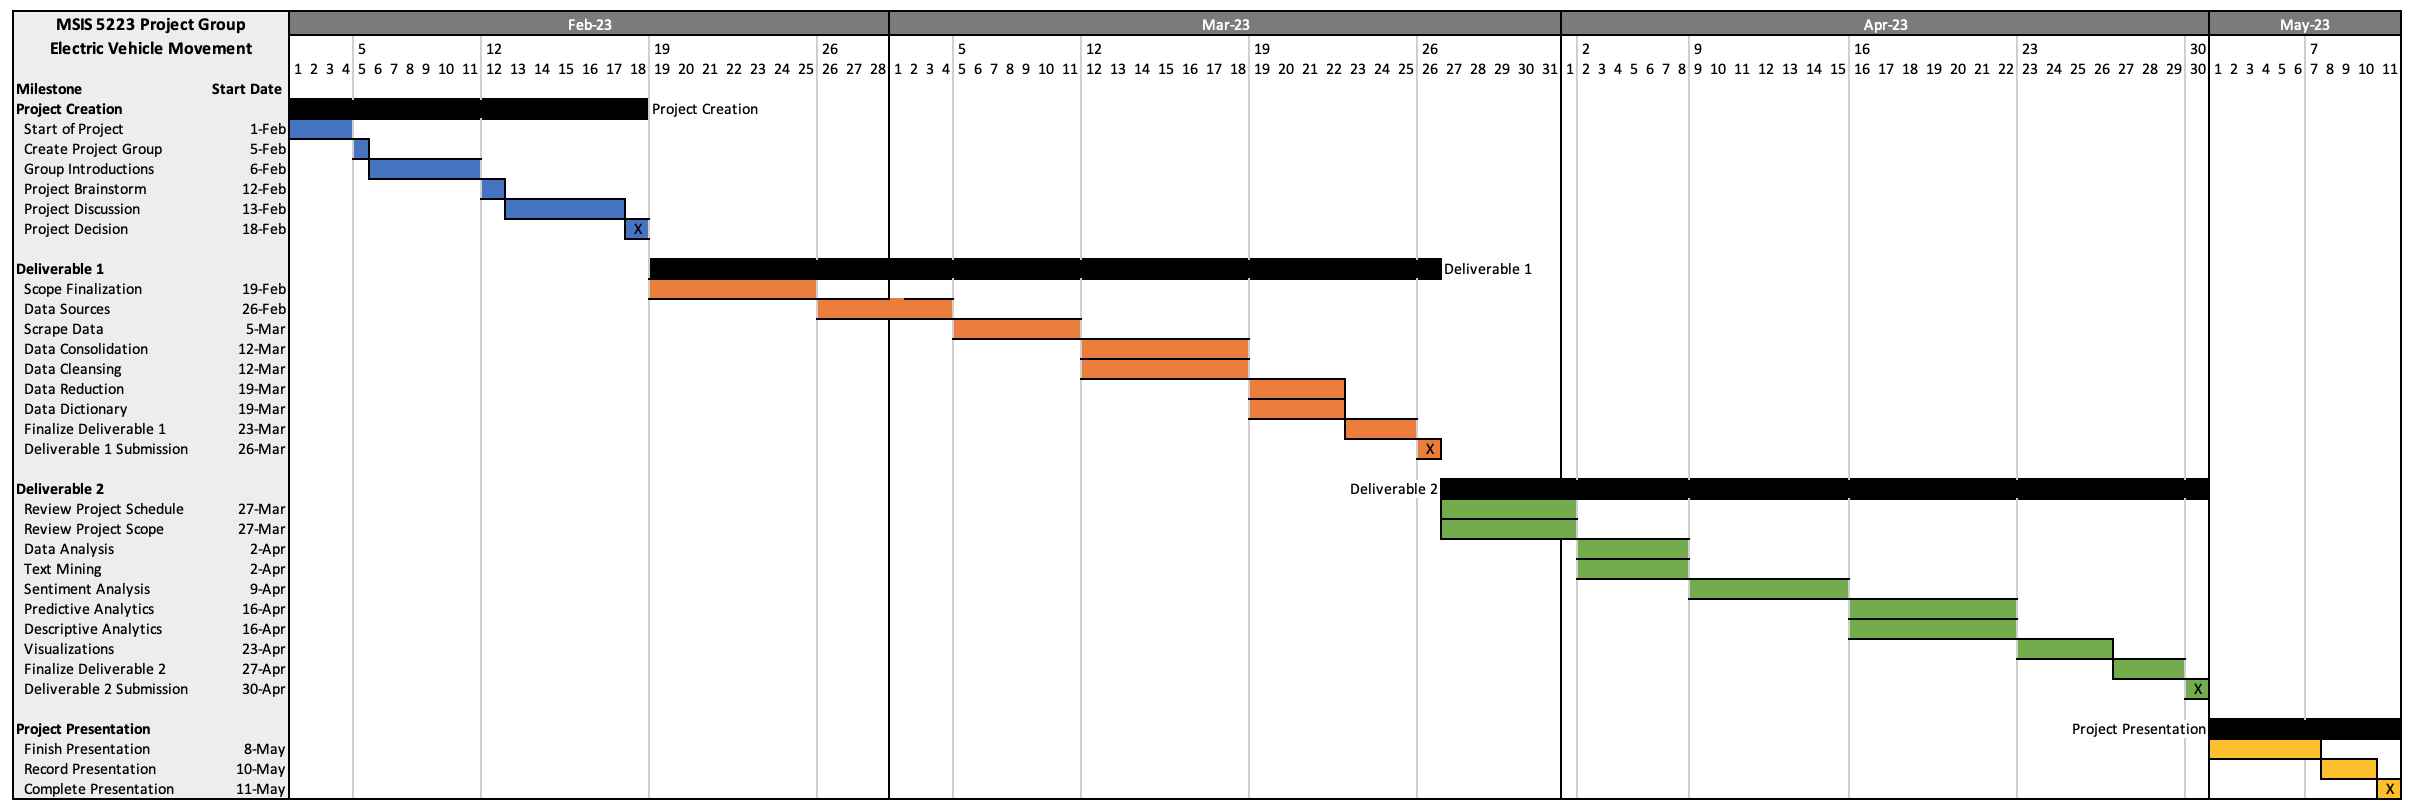 MSIS 5223 Project Group
Electric Vehicle Movement
Feb-23 Mar-23 Apr-23 May-23
5 12 19 26 5 12 19 26 2 9 16 23 30 7
1 2 3 4 5 6 7 8 9 10 11 12 13 14 15 16 17 18 19 20 21 22 23 24 25 26 27 28 1 2 3 4 5 6 7 8 9 10 11 12 13 14 15 16 17 18 19 20 21 22 23 24 25 26 27 28 29 30 31 1 2 3 4 5 6 7 8 9 10 11 12 13 14 15 16 17 18 19 20 21 22 23 24 25 26 27 28 29 30 1 2 3 4 5 6 7 8 9 10 11
Milestone Start Date
Project Creation Project Creation
Start of Project 1-Feb
Create Project Group 5-Feb
Group Introductions 6-Feb
Project Brainstorm 12-Feb
Project Discussion 13-Feb
Project Decision 18-Feb X
Deliverable 1 Deliverable 1
Scope Finalization 19-Feb
Data Sources 26-Feb
Scrape Data 5-Mar
Data Consolidation 12-Mar
Data Cleansing 12-Mar
Data Reduction 19-Mar
Data Dictionary 19-Mar
Finalize Deliverable 1 23-Mar
Deliverable 1 Submission 26-Mar X
Deliverable 2 Deliverable 2
Review Project Schedule 27-Mar
Review Project Scope 27-Mar
Data Analysis 2-Apr
Text Mining 2-Apr
Sentiment Analysis 9-Apr
Predictive Analytics 16-Apr
Descriptive Analytics 16-Apr
Visualizations 23-Apr
Finalize Deliverable 2 27-Apr
Deliverable 2 Submission 30-Apr X
Project Presentation Project Presentation
Finish Presentation 8-May
Record Presentation 10-May
Complete Presentation 11-May X